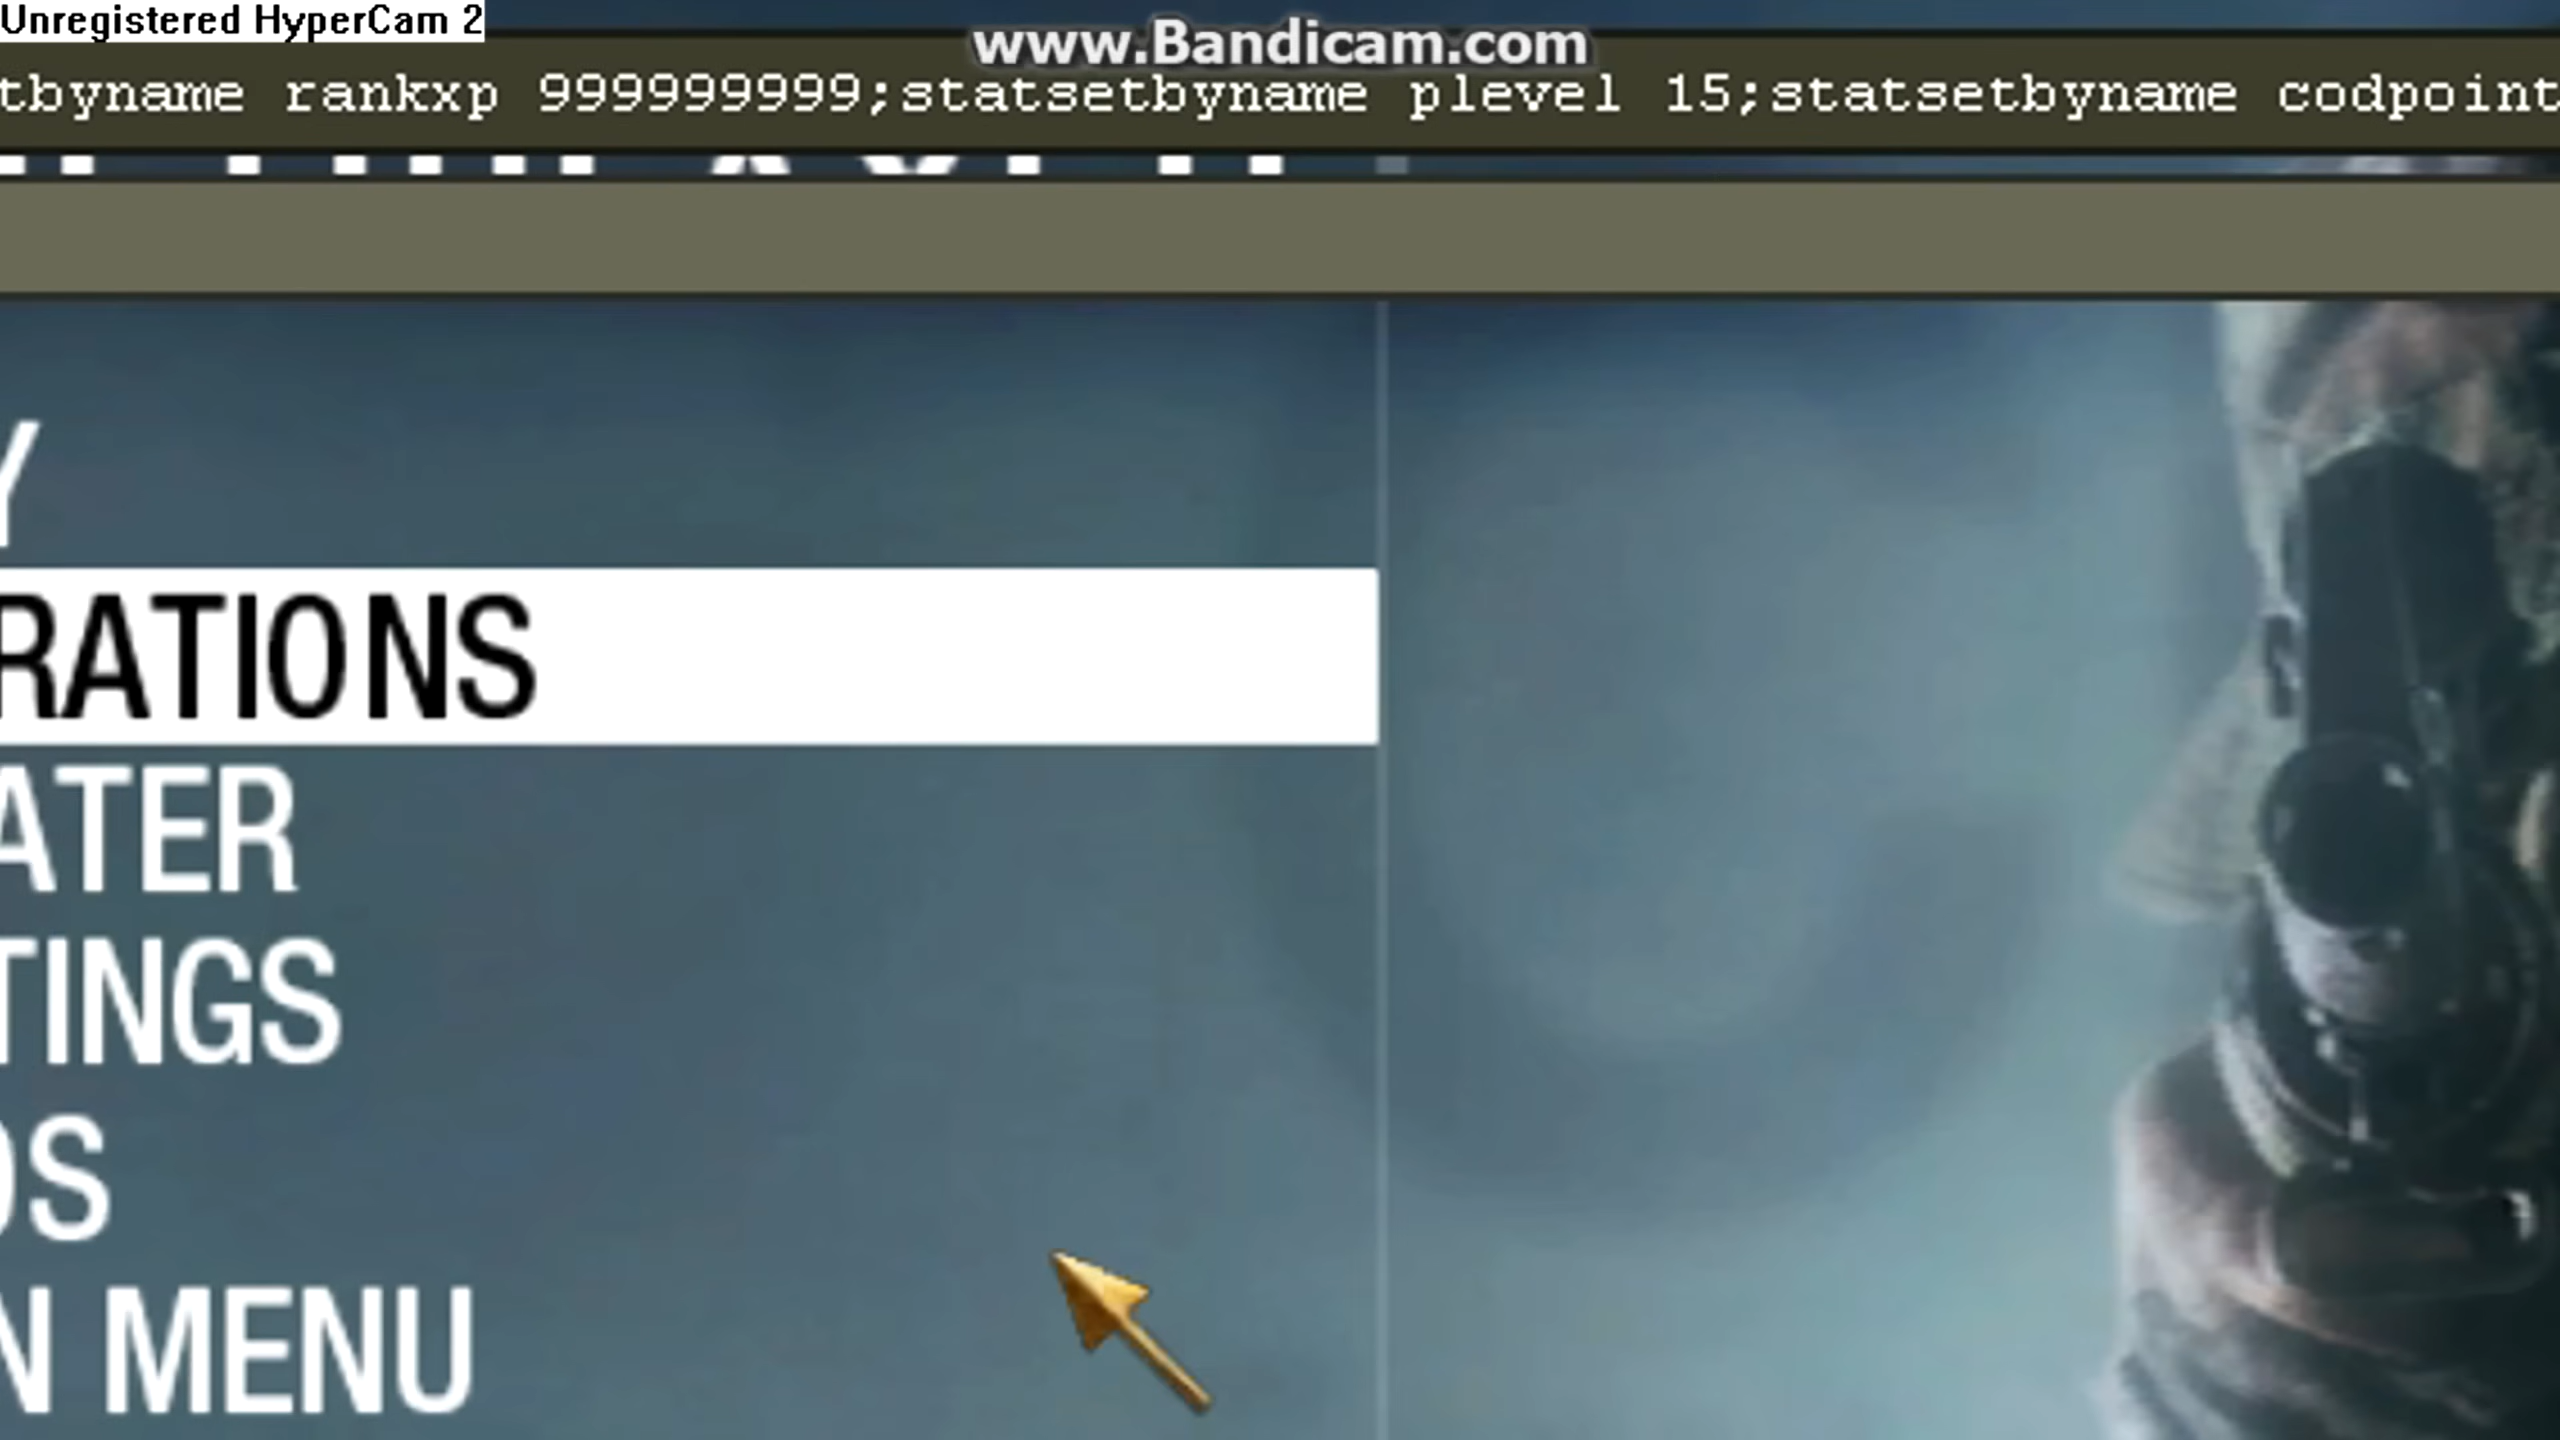 Unregistered HyperCam 2
www.Bandicam.com
tbyname rankxp 999999999;statsetbyname plevel 15;statsetbyname codpoint
Y
RATIONS
ATER
TINGS
OS
N MENU